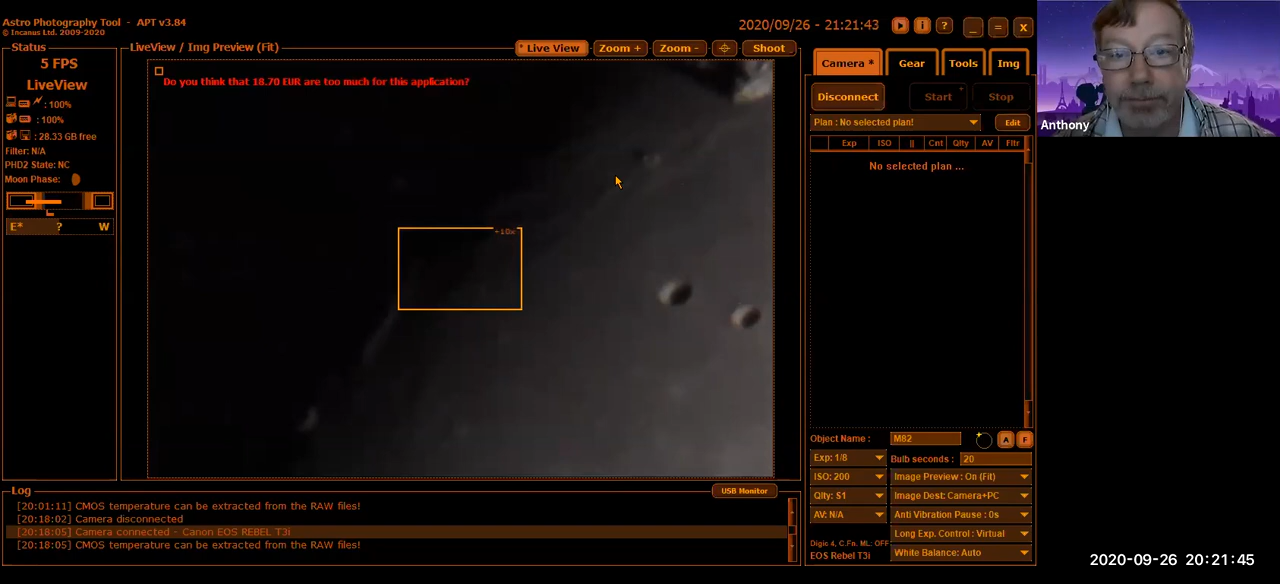 Astro Photography Tool - APT v3.84
© Incanus Ltd. 2009-2020
2020/09/26 - 21:21:43
i
?
_
=
x
Status
5 FPS
LiveView
: 100%
: 100%
: 28.33 GB free
Filter: N/A
PHD2 State: NC
Moon Phase:
E* ? W
LiveView / Img Preview (Fit)
* Live View
Zoom +
Zoom -
Shoot
Do you think that 18.70 EUR are too much for this application?
+10x
Camera *
Gear
Tools
Img
Disconnect
Start +
Stop
Plan : No selected plan!
Edit
Exp ISO || Cnt Qlty AV Fltr
No selected plan ...
Object Name : M82
A
F
Exp: 1/8
Bulb seconds : 20
ISO: 200
Image Preview : On (Fit)
Qlty: S1
Image Dest: Camera+PC
AV: N/A
Anti Vibration Pause : 0s
Long Exp. Control : Virtual
Digic 4, C.Fn. ML: OFF
EOS Rebel T3i
White Balance: Auto
Log
USB Monitor
[20:01:11] CMOS temperature can be extracted from the RAW files!
[20:18:02] Camera disconnected
[20:18:05] Camera connected - Canon EOS REBEL T3i
[20:18:05] CMOS temperature can be extracted from the RAW files!
Anthony
2020-09-26 20:21:45